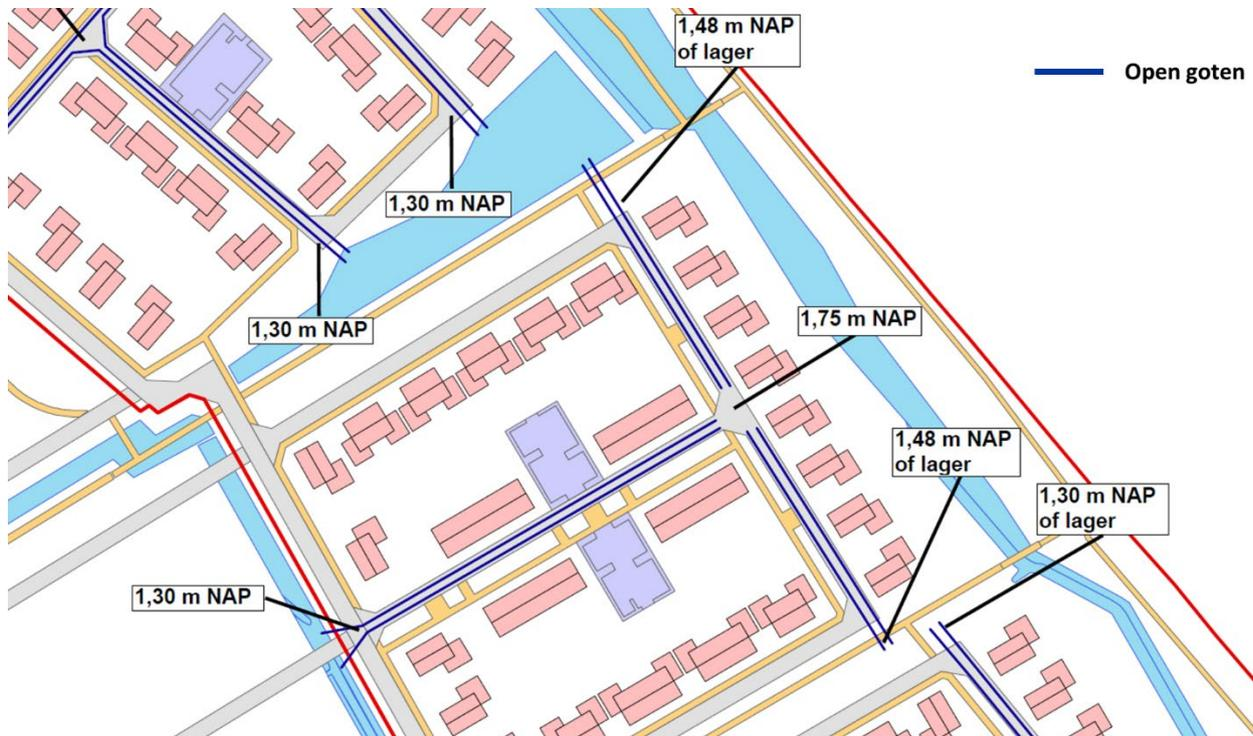 1,48 m NAP
of lager
Open goten
1,30 m NAP
1,30 m NAP
1,75 m NAP
1,48 m NAP
of lager
1,30 m NAP
of lager
1,30 m NAP